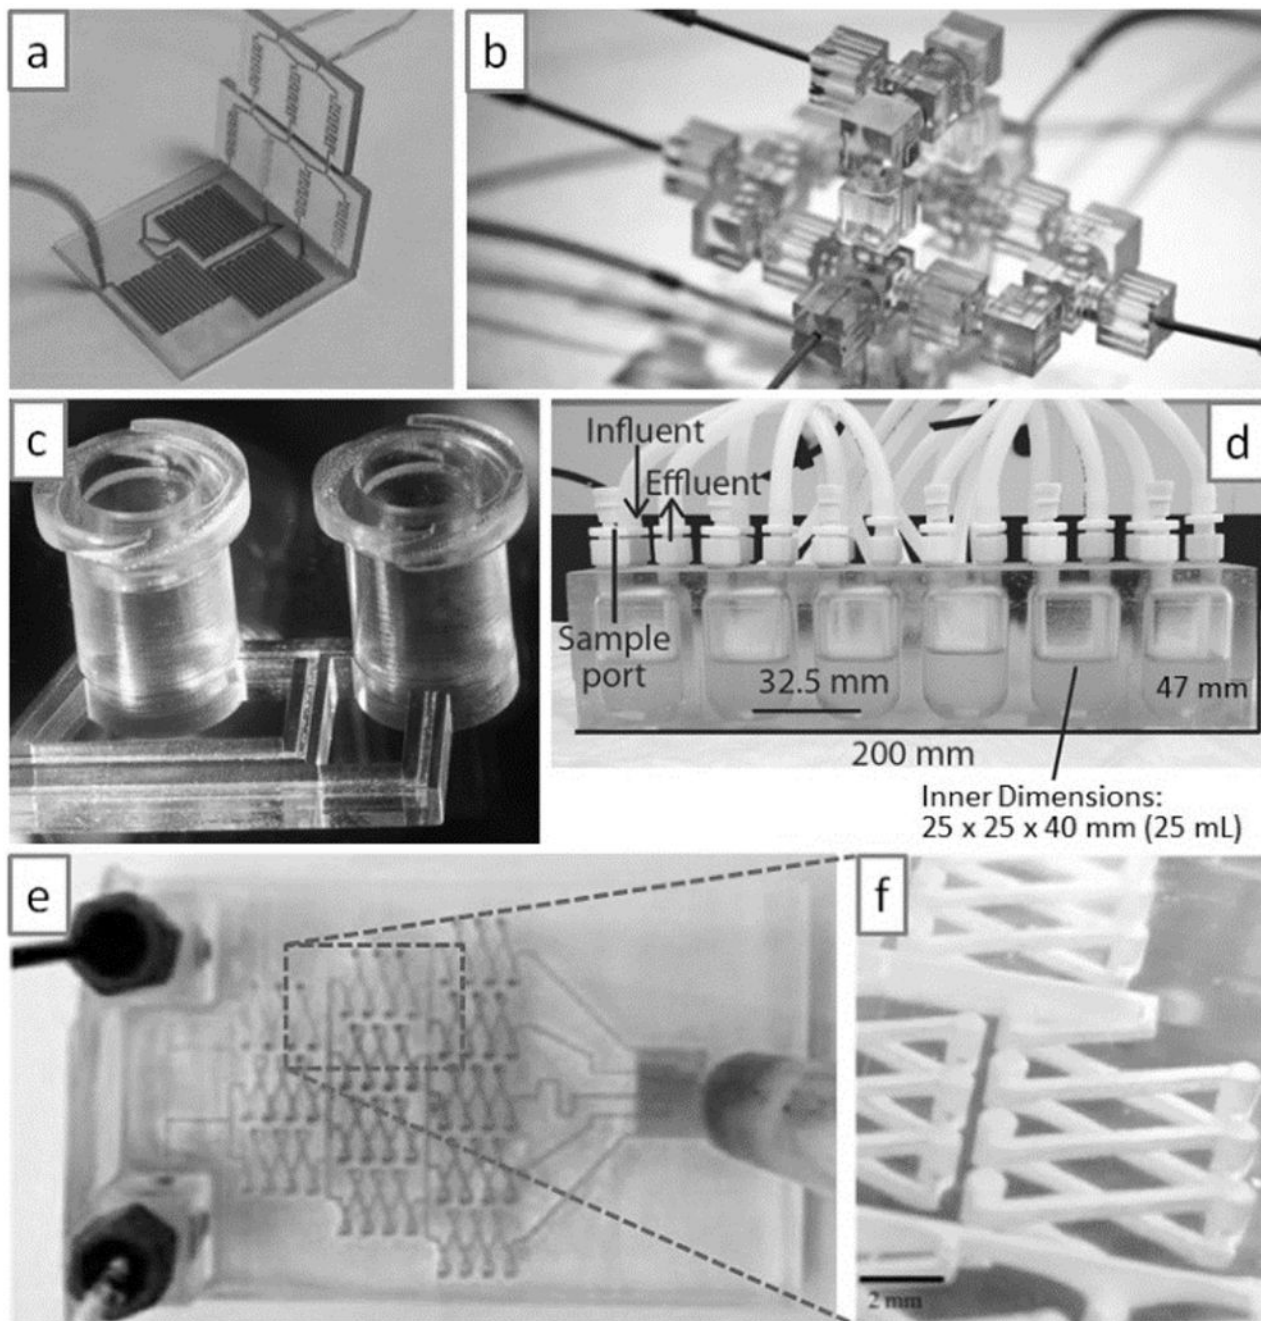 a
b
c
d
Influent
Effluent
Sample
port
32.5 mm
47 mm
200 mm
Inner Dimensions:
25 x 25 x 40 mm (25 mL)
e
f
2 mm